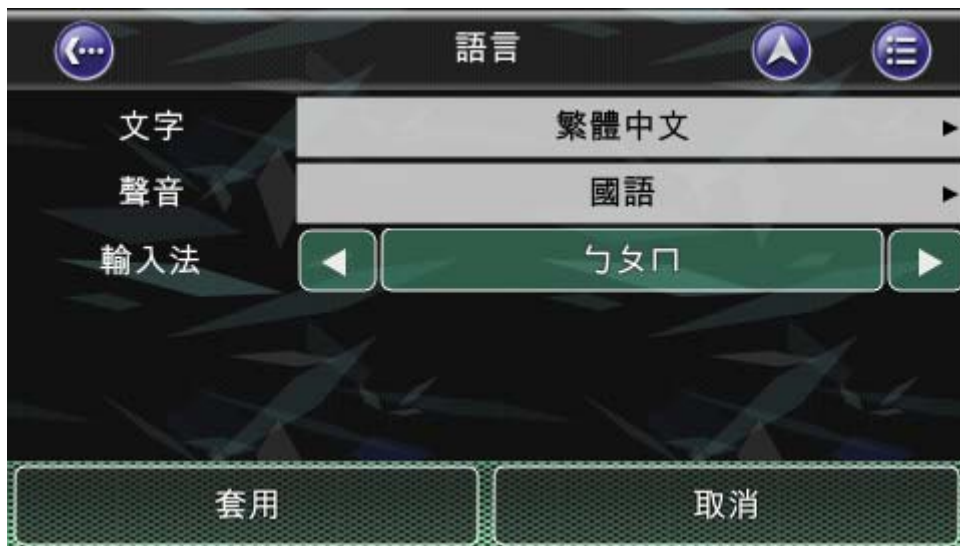 語言
文字 繁體中文
聲音 國語
輸入法 ㄅㄆㄇ
套用 取消